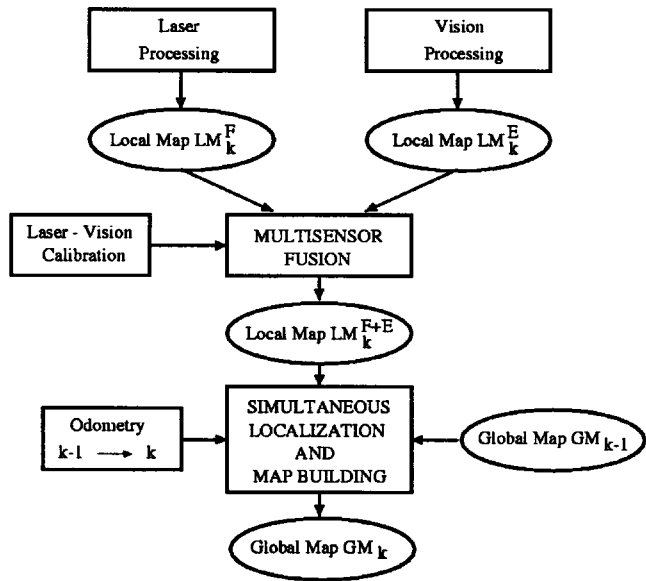 Laser
Processing
Vision
Processing
Local Map LM F k
Local Map LM E k
Laser - Vision
Calibration
MULTISENSOR
FUSION
Local Map LM F+E k
Odometry
k-1 → k
SIMULTANEOUS
LOCALIZATION
AND
MAP BUILDING
Global Map GM k-1
Global Map GM k